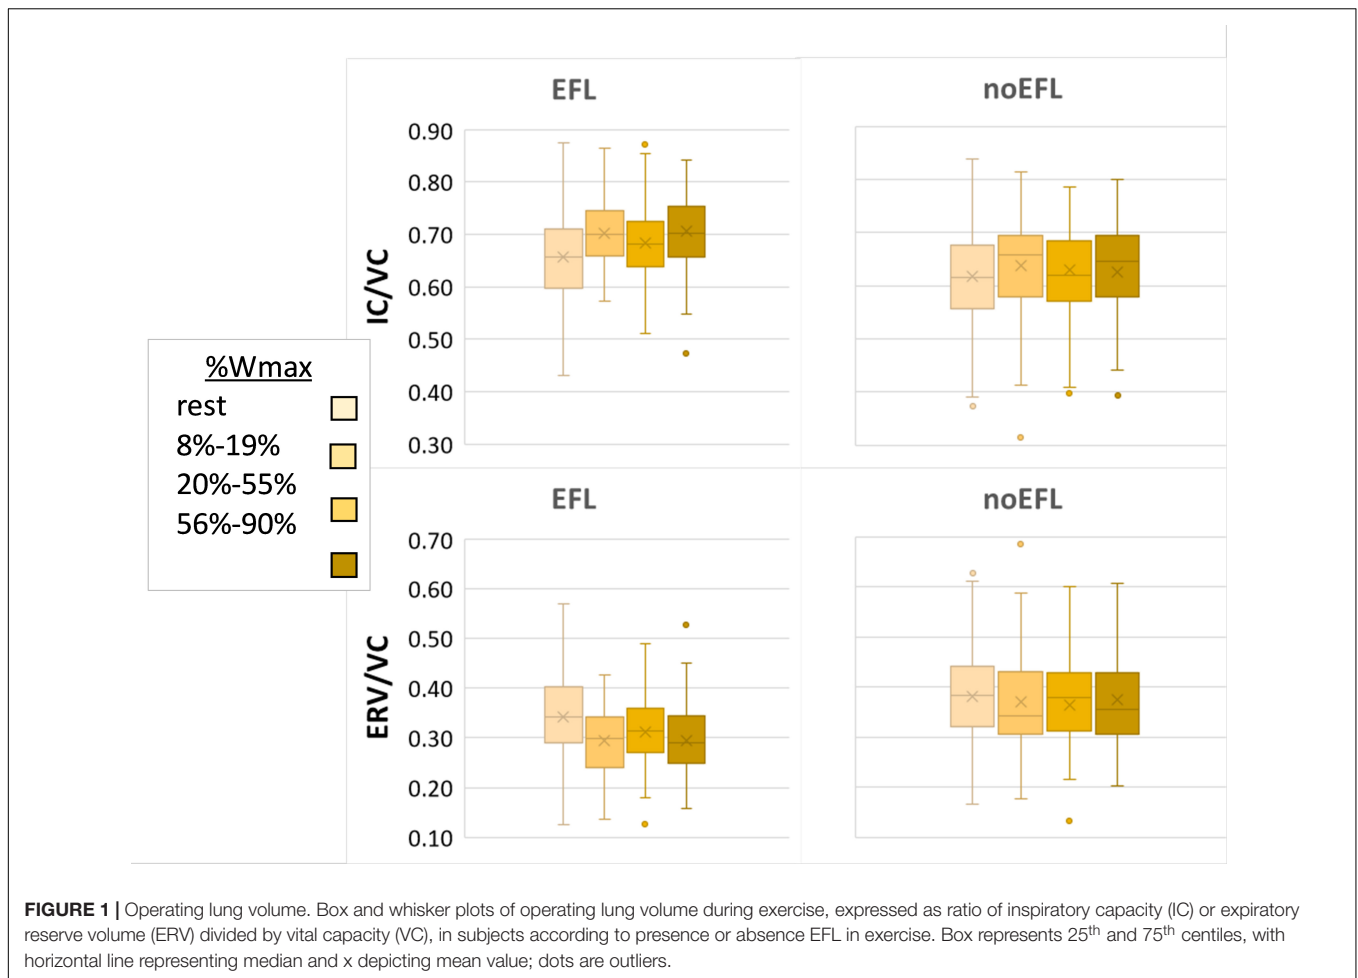 EFL
noEFL
0.90
0.80
0.70
0.60
0.50
0.40
0.30
IC/VC
%Wmax
rest
8%-19%
20%-55%
56%-90%
EFL
noEFL
0.70
0.60
0.50
0.40
0.30
0.20
0.10
ERV/VC
FIGURE 1 | Operating lung volume. Box and whisker plots of operating lung volume during exercise, expressed as ratio of inspiratory capacity (IC) or expiratory
reserve volume (ERV) divided by vital capacity (VC), in subjects according to presence or absence EFL in exercise. Box represents 25th and 75th centiles, with
horizontal line representing median and x depicting mean value; dots are outliers.